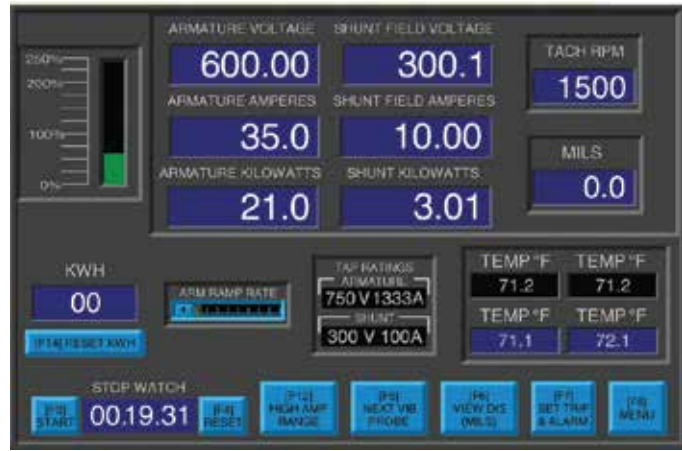 ARMATURE VOLTAGE SHUNT FIELD VOLTAGE
600.00 300.1
TACH RPM
1500
250%
200%
100%
0%
ARMATURE AMPERES SHUNT FIELD AMPERES
35.0 10.00
ARMATURE KILOWATTS SHUNT KILOWATTS
21.0 3.01
MILS
0.0
KWH
00
[F14] RESET KWH
ARM RAMP RATE
TAP RATINGS
ARMATURE
750 V 1333A
SHUNT
300 V 100A
TEMP °F TEMP °F
71.2 71.2
TEMP °F TEMP °F
71.1 72.1
STOP WATCH
START
00.19.31
[F4]
RESET
[F12]
HIGH AMP
RANGE
[F5]
NEXT VIB
PROBE
[F6]
VIEW DIS
(MILS)
[F7]
SET TRIP
& ALARM
[F8]
MENU